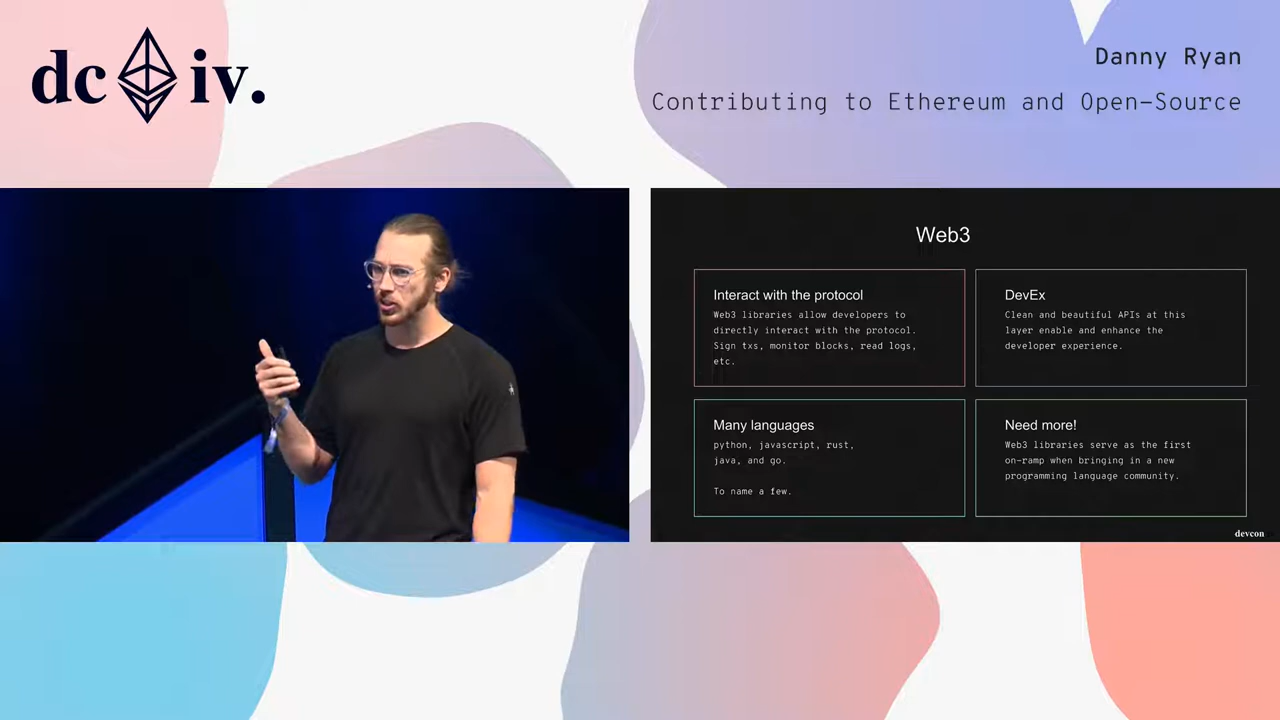 dc iv.
Danny Ryan
Contributing to Ethereum and Open-Source
Web3
Interact with the protocol
Web3 libraries allow developers to
directly interact with the protocol.
Sign txs, monitor blocks, read logs,
etc.
DevEx
Clean and beautiful APIs at this
layer enable and enhance the
developer experience.
Many languages
python, javascript, rust,
java, and go.
To name a few.
Need more!
Web3 libraries serve as the first
on-ramp when bringing in a new
programming language community.
devcon